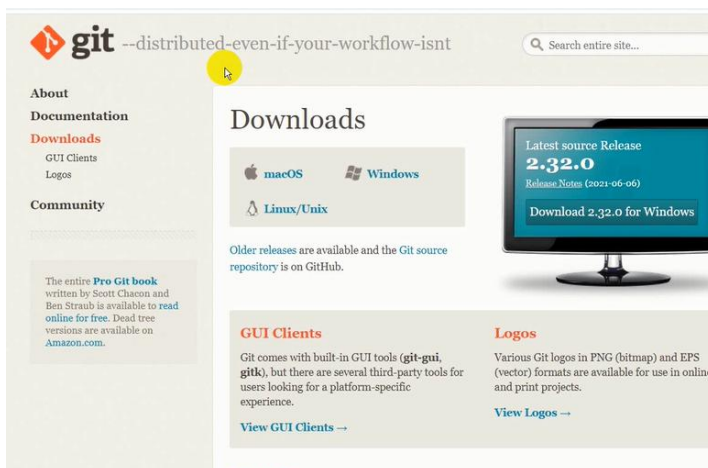 git --distributed-even-if-your-workflow-isnt
Search entire site...
About
Documentation
Downloads
GUI Clients
Logos
Community
The entire Pro Git book
written by Scott Chacon and
Ben Straub is available to read
online for free. Dead tree
versions are available on
Amazon.com.
Downloads
macOS
Windows
Linux/Unix
Older releases are available and the Git source
repository is on GitHub.
Latest source Release
2.32.0
Release Notes (2021-06-06)
Download 2.32.0 for Windows
GUI Clients
Git comes with built-in GUI tools (git-gui,
gitk), but there are several third-party tools for
users looking for a platform-specific
experience.
View GUI Clients →
Logos
Various Git logos in PNG (bitmap) and EPS
(vector) formats are available for use in online
and print projects.
View Logos →